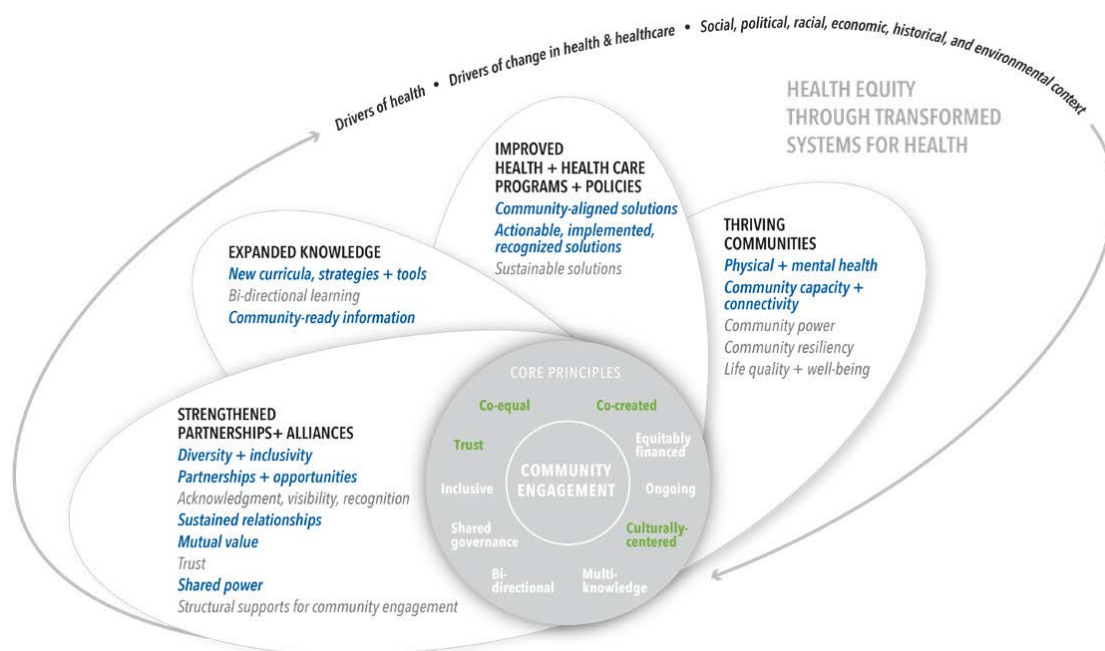 Drivers of health • Drivers of change in health & healthcare • Social, political, racial, economic, historical, and environmental context
HEALTH EQUITY
THROUGH TRANSFORMED
SYSTEMS FOR HEALTH
IMPROVED
HEALTH + HEALTH CARE
PROGRAMS + POLICIES
Community-aligned solutions
Actionable, implemented,
recognized solutions
Sustainable solutions
THRIVING
COMMUNITIES
Physical + mental health
Community capacity +
connectivity
Community power
Community resiliency
Life quality + well-being
EXPANDED KNOWLEDGE
New curricula, strategies + tools
Bi-directional learning
Community-ready information
STRENGTHENED
PARTNERSHIPS+ ALLIANCES
Diversity + inclusivity
Partnerships + opportunities
Acknowledgment, visibility, recognition
Sustained relationships
Mutual value
Trust
Shared power
Structural supports for community engagement
CORE PRINCIPLES
Co-equal
Co-created
Trust
Equitably
financed
Inclusive
COMMUNITY
ENGAGEMENT
Ongoing
Shared
governance
Culturally-
centered
Bi-
directional
Multi-
knowledge